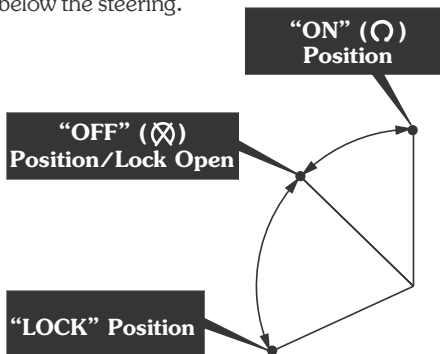 below the steering.
“ON” (Ω)
Position
“OFF” (⊗)
Position/Lock Open
“LOCK” Position